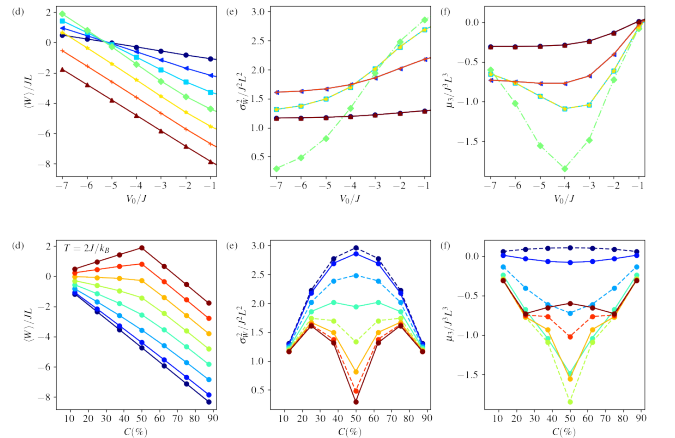 (d)
2
0
−2
−4
−6
−8
⟨W⟩/JL
−7 −6 −5 −4 −3 −2 −1
V₀/J
(e)
3.0
2.5
2.0
1.5
1.0
0.5
σ²_W/J²L²
−7 −6 −5 −4 −3 −2 −1
V₀/J
(f)
0.0
−0.5
−1.0
−1.5
μ₃/J³L³
−7 −6 −5 −4 −3 −2 −1
V₀/J
(d)
T = 2J/k_B
2
0
−2
−4
−6
−8
⟨W⟩/JL
10 20 30 40 50 60 70 80 90
C(%)
(e)
3.0
2.5
2.0
1.5
1.0
0.5
σ²_W/J²L²
10 20 30 40 50 60 70 80 90
C(%)
(f)
0.0
−0.5
−1.0
−1.5
μ₃/J³L³
10 20 30 40 50 60 70 80 90
C(%)